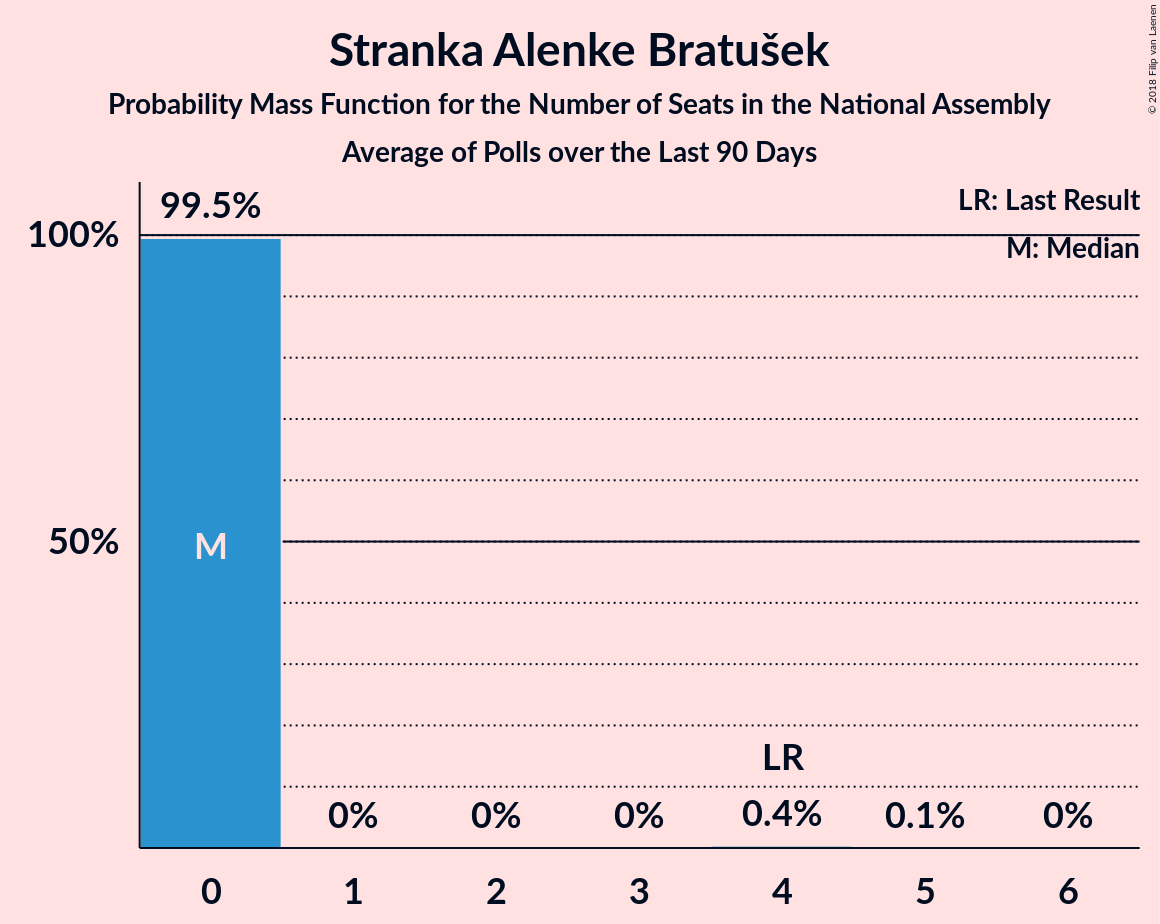 Stranka Alenke Bratušek
Probability Mass Function for the Number of Seats in the National Assembly
Average of Polls over the Last 90 Days
© 2018 Filip van Laenen
LR: Last Result
M: Median
99.5%
100%
50%
M
LR
0%
0%
0%
0.4%
0.1%
0%
0 1 2 3 4 5 6